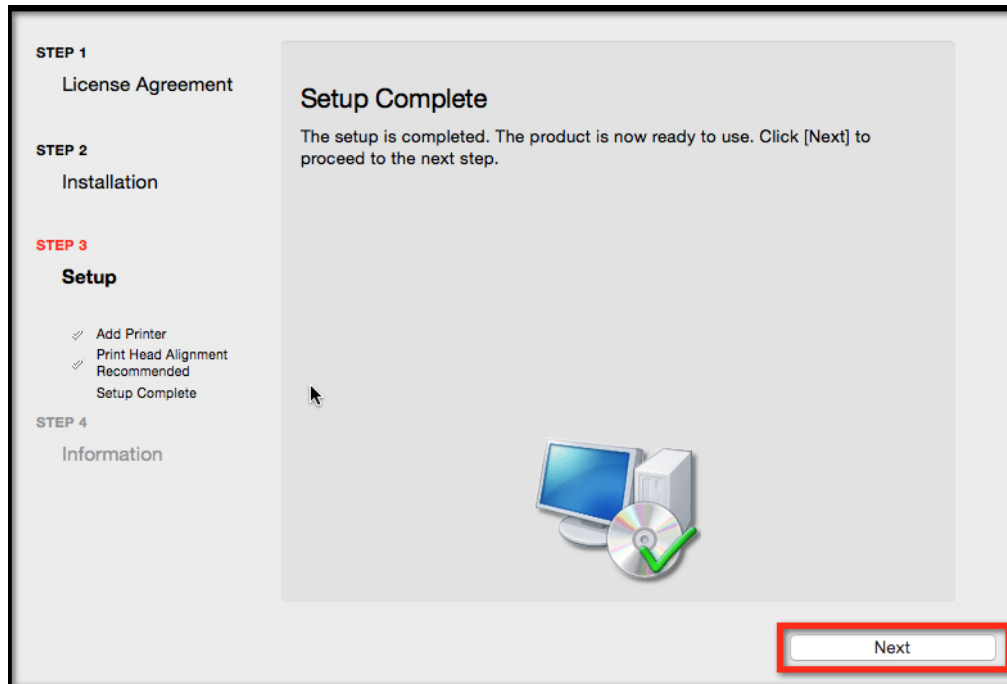 STEP 1
License Agreement
STEP 2
Installation
STEP 3
Setup
Add Printer
Print Head Alignment
Recommended
Setup Complete
STEP 4
Information
Setup Complete
The setup is completed. The product is now ready to use. Click [Next] to
proceed to the next step.
Next